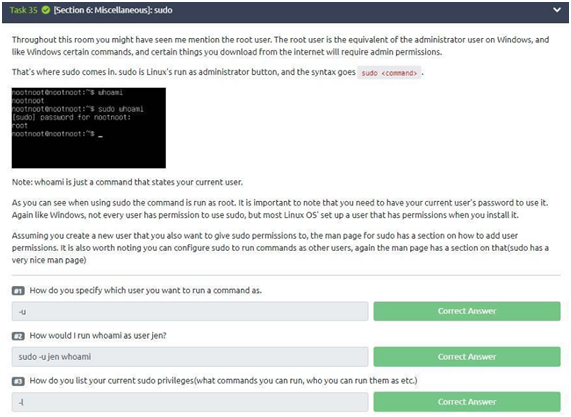 Task 35 [Section 6: Miscellaneous]: sudo
Throughout this room you might have seen me mention the root user. The root user is the equivalent of the administrator user on Windows, and
like Windows certain commands, and certain things you download from the internet will require admin permissions.
That's where sudo comes in. sudo is Linux's run as administrator button, and the syntax goes sudo <command> .
nootnoot@nootnoot:~$ whoami
nootnoot
nootnoot@nootnoot:~$ sudo whoami
[sudo] password for nootnoot:
root
nootnoot@nootnoot:~$ _
Note: whoami is just a command that states your current user.
As you can see when using sudo the command is run as root. It is important to note that you need to have your current user's password to use it.
Again like Windows, not every user has permission to use sudo, but most Linux OS' set up a user that has permissions when you install it.
Assuming you create a new user that you also want to give sudo permissions to, the man page for sudo has a section on how to add user
permissions. It is also worth noting you can configure sudo to run commands as other users, again the man page has a section on that(sudo has a
very nice man page)
#1 How do you specify which user you want to run a command as.
-u Correct Answer
#2 How would I run whoami as user jen?
sudo -u jen whoami Correct Answer
#3 How do you list your current sudo privileges(what commands you can run, who you can run them as etc.)
-l Correct Answer